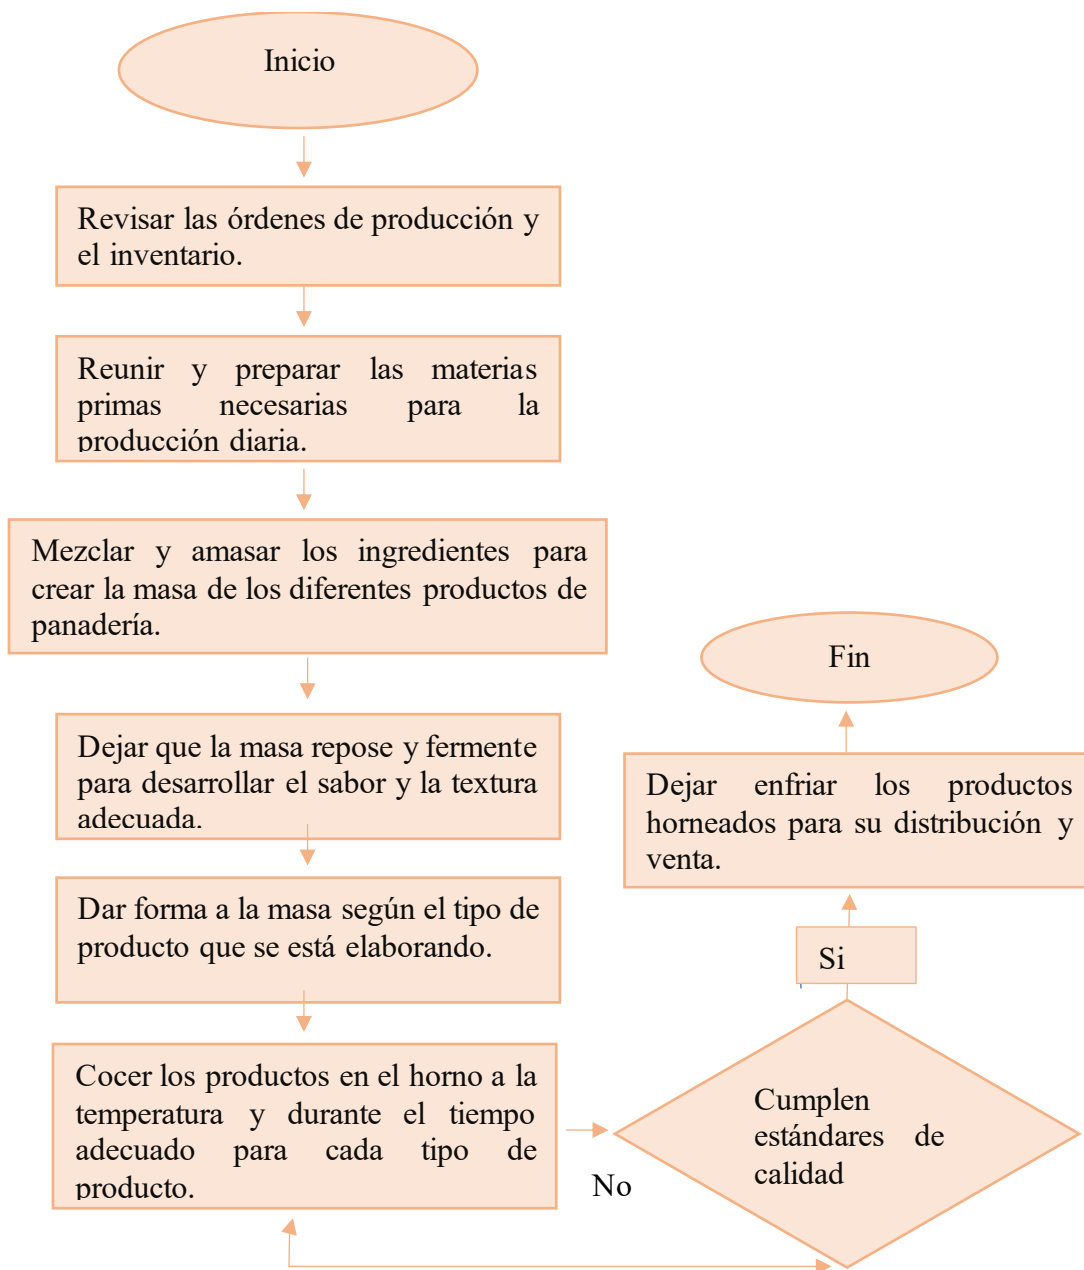 Inicio
Revisar las órdenes de producción y
el inventario.
Reunir y preparar las materias
primas necesarias para la
producción diaria.
Mezclar y amasar los ingredientes para
crear la masa de los diferentes productos de
panadería.
Dejar que la masa repose y fermente
para desarrollar el sabor y la textura
adecuada.
Dar forma a la masa según el tipo de
producto que se está elaborando.
Cocer los productos en el horno a la
temperatura y durante el tiempo
adecuado para cada tipo de
producto.
No
Cumplen
estándares de
calidad
Si
Dejar enfriar los productos
horneados para su distribución y
venta.
Fin